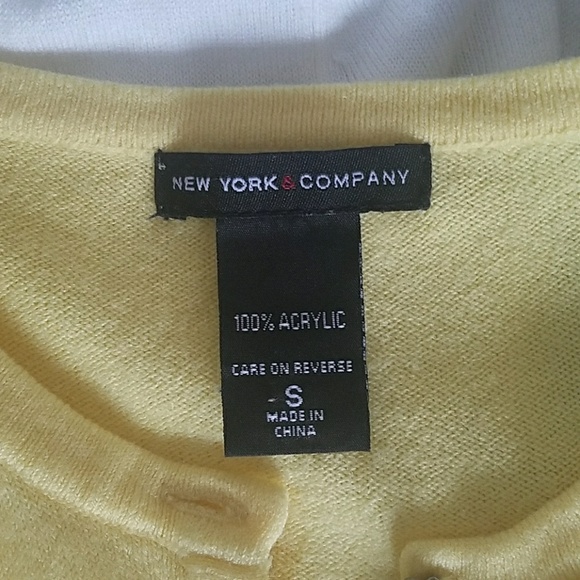 NEW YORK & COMPANY
100% ACRYLIC
CARE ON REVERSE
S
MADE IN
CHINA